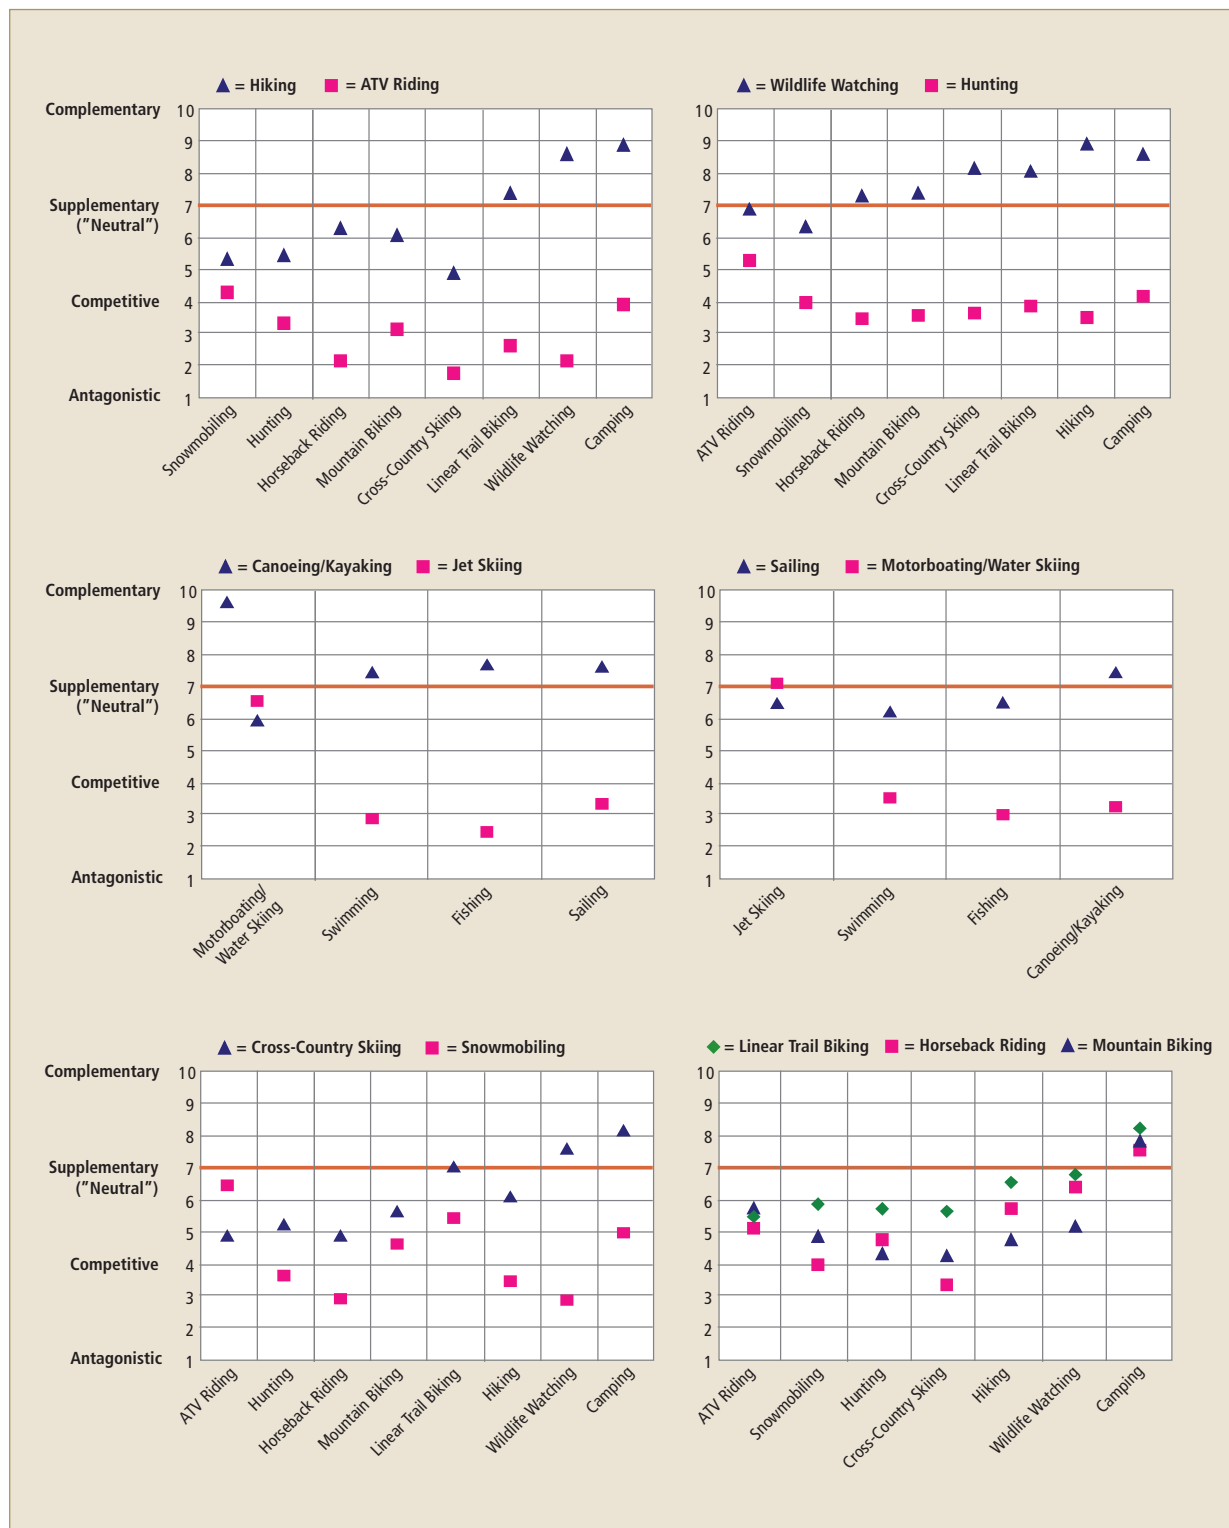 = Hiking = ATV Riding
Complementary 10
9
8
Supplementary 7
("Neutral")
6
5
Competitive 4
3
2
Antagonistic 1
Snowmobiling
Hunting
Horseback Riding
Mountain Biking
Cross-Country Skiing
Linear Trail Biking
Wildlife Watching
Camping
= Wildlife Watching = Hunting
10
9
8
7
6
5
4
3
2
1
ATV Riding
Snowmobiling
Horseback Riding
Mountain Biking
Cross-Country Skiing
Linear Trail Biking
Hiking
Camping
= Canoeing/Kayaking = Jet Skiing
Complementary 10
9
8
Supplementary 7
("Neutral")
6
5
Competitive 4
3
2
Antagonistic 1
Motorboating/
Water Skiing
Swimming
Fishing
Sailing
= Sailing = Motorboating/Water Skiing
10
9
8
7
6
5
4
3
2
1
Jet Skiing
Swimming
Fishing
Canoeing/Kayaking
= Cross-Country Skiing = Snowmobiling
Complementary 10
9
8
Supplementary 7
("Neutral")
6
5
Competitive 4
3
2
Antagonistic 1
ATV Riding
Hunting
Horseback Riding
Mountain Biking
Linear Trail Biking
Hiking
Wildlife Watching
Camping
= Linear Trail Biking = Horseback Riding = Mountain Biking
10
9
8
7
6
5
4
3
2
1
ATV Riding
Snowmobiling
Hunting
Cross-Country Skiing
Hiking
Wildlife Watching
Camping